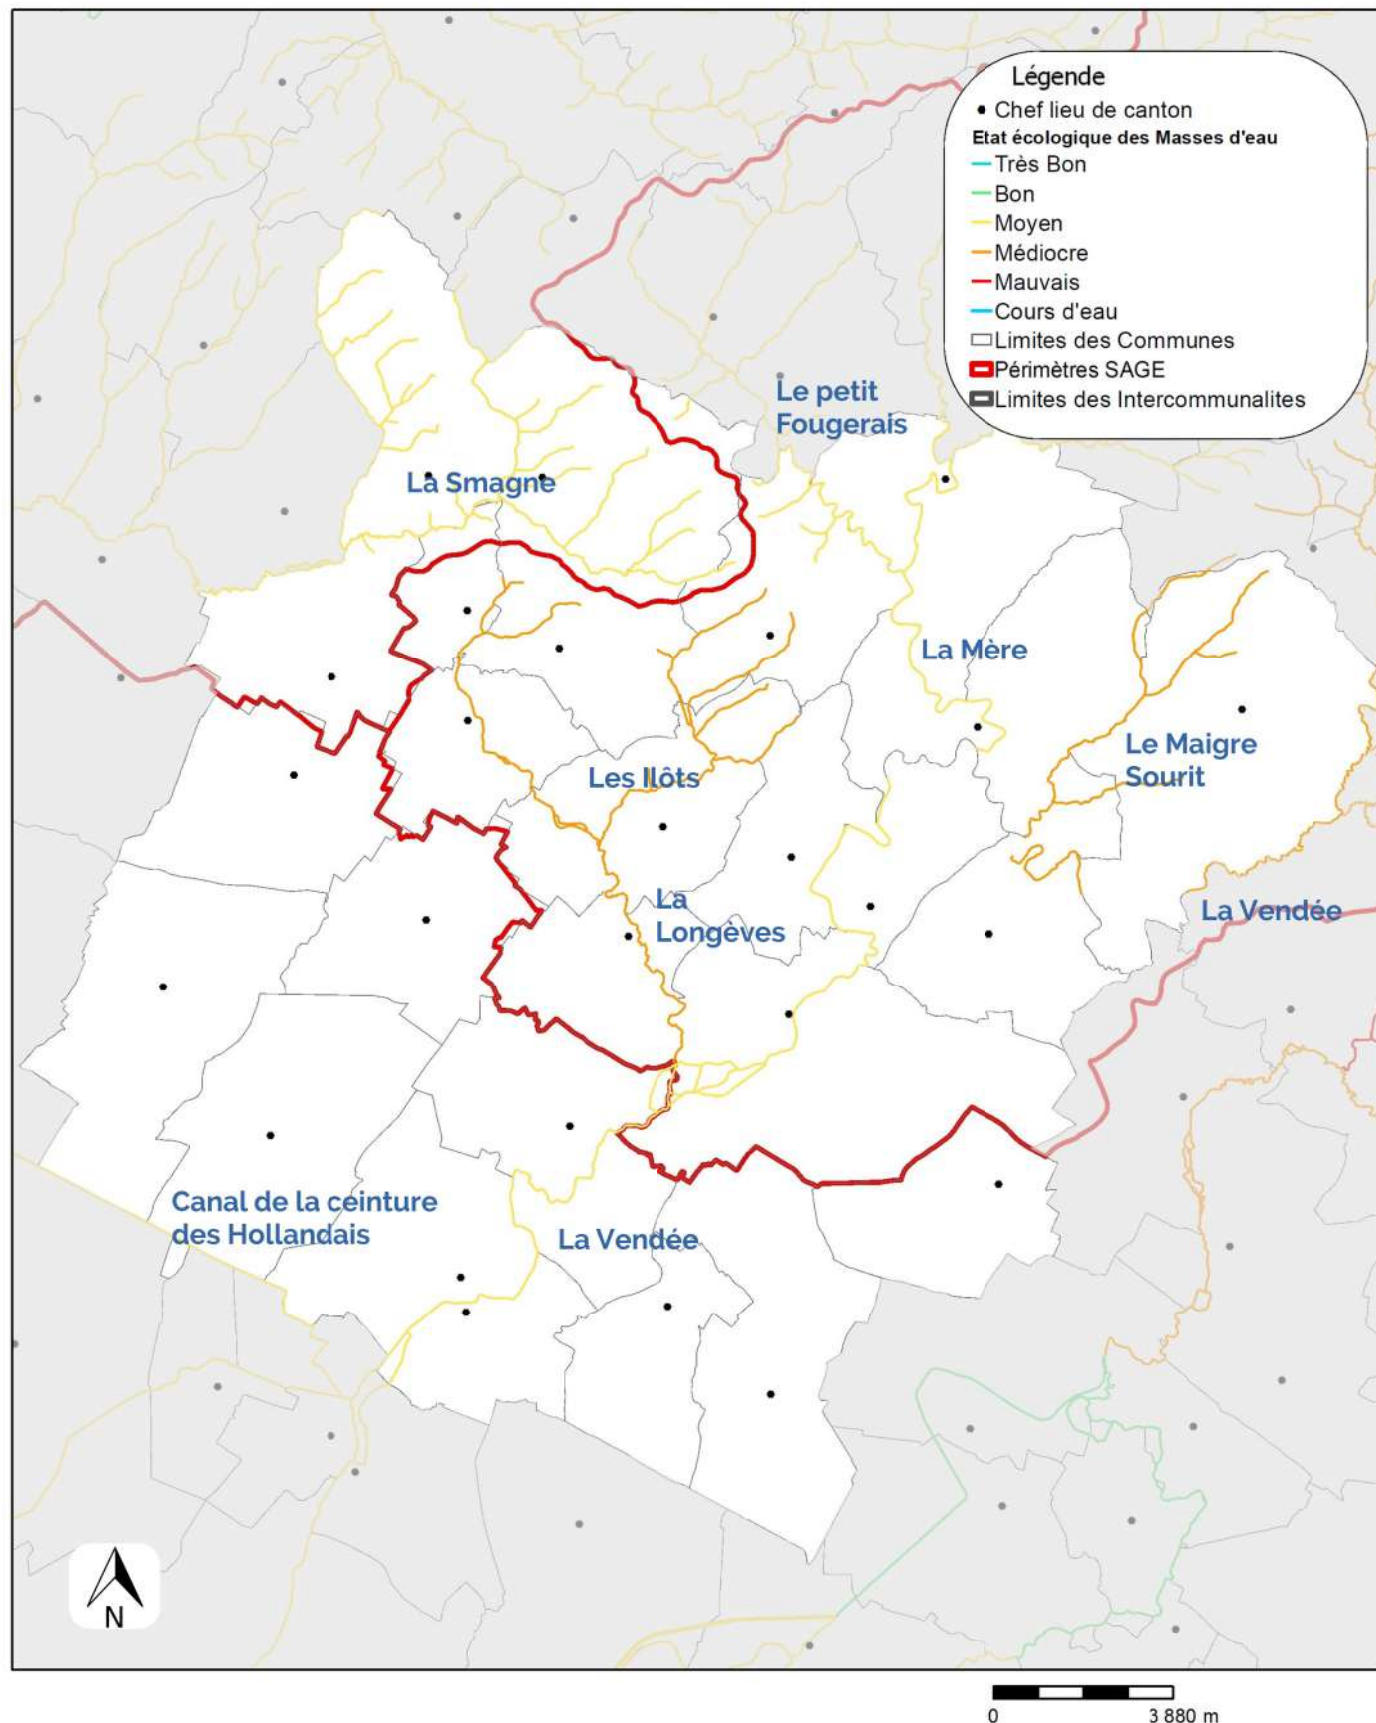 Légende
Chef lieu de canton
Etat écologique des Masses d'eau
Très Bon
Bon
Moyen
Médiocre
Mauvais
Cours d'eau
Limites des Communes
Périmètres SAGE
Limites des Intercommunalites
Le petit
Fougerais
La Smagne
La Mère
Le Maigre
Sourit
Les Ilôts
La
Longèves
La Vendée
Canal de la ceinture
des Hollandais
La Vendée
N
0
3 880 m